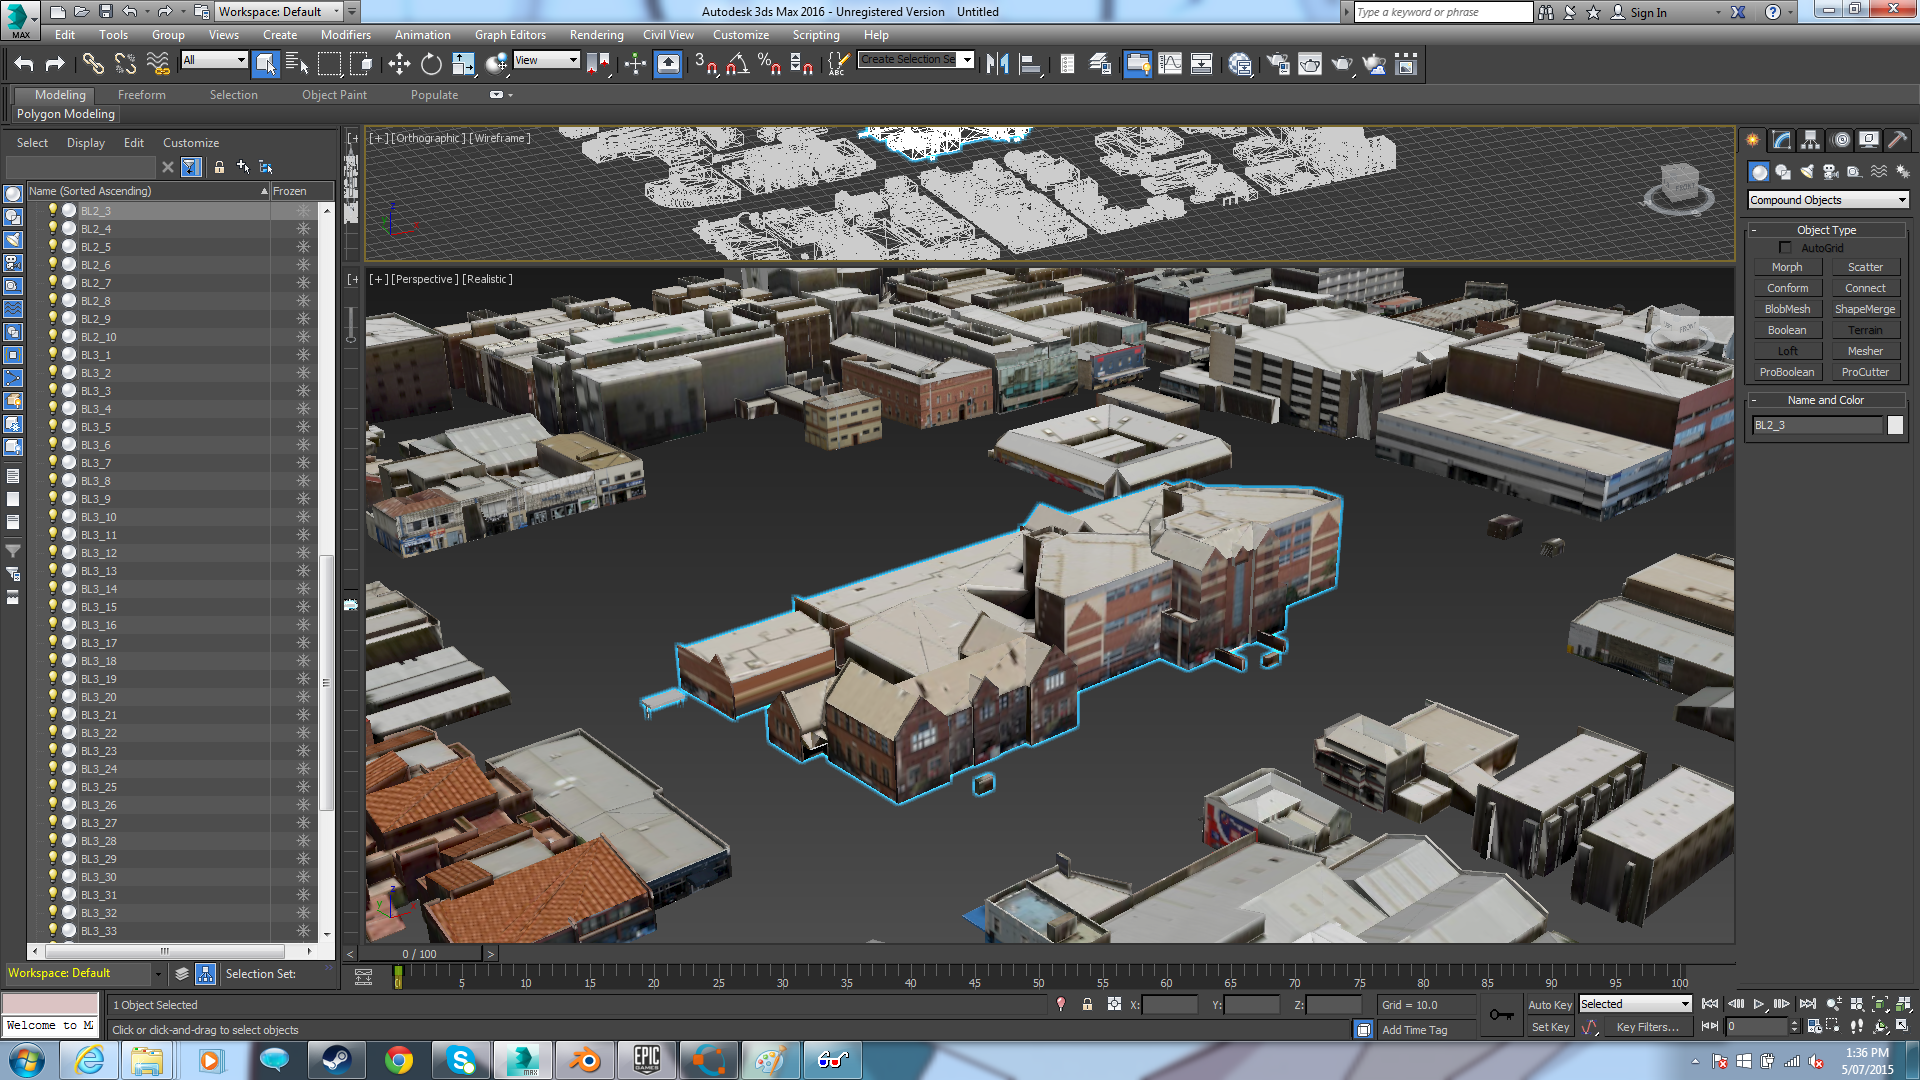 Workspace: Default
Autodesk 3ds Max 2016 - Unregistered Version    Untitled
Type a keyword or phrase
Sign In
MAX
Edit Tools Group Views Create Modifiers Animation Graph Editors Rendering Civil View Customize Scripting Help
All
View
3
ABC
Create Selection Se
Modeling Freeform Selection Object Paint Populate
Polygon Modeling
Select Display Edit Customize
Name (Sorted Ascending) Frozen
BL2_3
BL2_4
BL2_5
BL2_6
BL2_7
BL2_8
BL2_9
BL2_10
BL3_1
BL3_2
BL3_3
BL3_4
BL3_5
BL3_6
BL3_7
BL3_8
BL3_9
BL3_10
BL3_11
BL3_12
BL3_13
BL3_14
BL3_15
BL3_16
BL3_17
BL3_18
BL3_19
BL3_20
BL3_21
BL3_22
BL3_23
BL3_24
BL3_25
BL3_26
BL3_27
BL3_28
BL3_29
BL3_30
BL3_31
BL3_32
BL3_33
[+] [Orthographic] [Wireframe]
FRONT
[+] [Perspective] [Realistic]
FRONT
Compound Objects
- Object Type
AutoGrid
Morph Scatter
Conform Connect
BlobMesh ShapeMerge
Boolean Terrain
Loft Mesher
ProBoolean ProCutter
- Name and Color
BL2_3
< 0 / 100 >
Workspace: Default
Selection Set:
0 5 10 15 20 25 30 35 40 45 50 55 60 65 70 75 80 85 90 95 100
1 Object Selected
X: Y: Z:
Grid = 10.0
Auto Key
Selected
Welcome to M
Click or click-and-drag to select objects
Add Time Tag
Set Key
Key Filters...
0
MAX
EPIC
GAMES
1:36 PM
5/07/2015